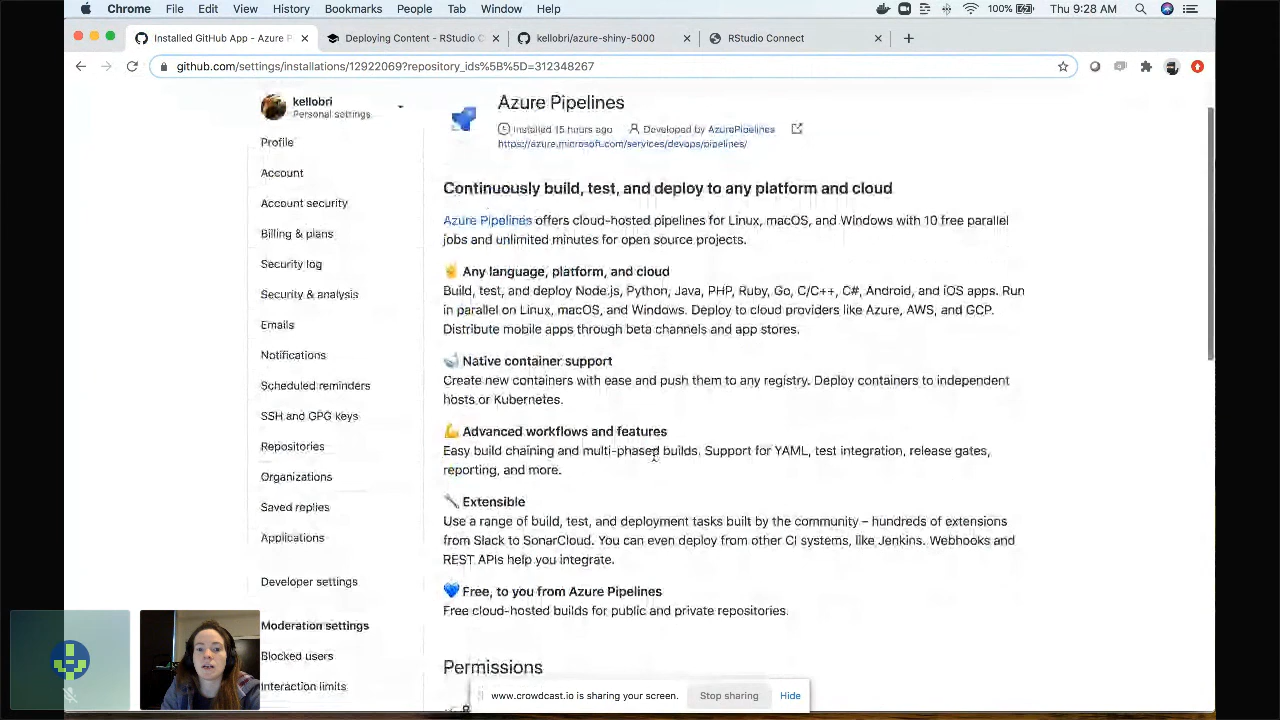 Chrome File Edit View History Bookmarks People Tab Window Help 100% Thu 9:28 AM
Installed GitHub App - Azure P Deploying Content - RStudio C kellobri/azure-shiny-5000 RStudio Connect
github.com/settings/installations/12922069?repository_ids%5B%5D=312348267
kellobri
Personal settings
Profile
Account
Account security
Billing & plans
Security log
Security & analysis
Emails
Notifications
Scheduled reminders
SSH and GPG keys
Repositories
Organizations
Saved replies
Applications
Developer settings
Moderation settings
Blocked users
Interaction limits
Azure Pipelines
Installed 15 hours ago Developed by AzurePipelines
https://azure.microsoft.com/services/devops/pipelines/
Continuously build, test, and deploy to any platform and cloud
Azure Pipelines offers cloud-hosted pipelines for Linux, macOS, and Windows with 10 free parallel
jobs and unlimited minutes for open source projects.
Any language, platform, and cloud
Build, test, and deploy Node.js, Python, Java, PHP, Ruby, Go, C/C++, C#, Android, and iOS apps. Run
in parallel on Linux, macOS, and Windows. Deploy to cloud providers like Azure, AWS, and GCP.
Distribute mobile apps through beta channels and app stores.
Native container support
Create new containers with ease and push them to any registry. Deploy containers to independent
hosts or Kubernetes.
Advanced workflows and features
Easy build chaining and multi-phased builds. Support for YAML, test integration, release gates,
reporting, and more.
Extensible
Use a range of build, test, and deployment tasks built by the community – hundreds of extensions
from Slack to SonarCloud. You can even deploy from other CI systems, like Jenkins. Webhooks and
REST APIs help you integrate.
Free, to you from Azure Pipelines
Free cloud-hosted builds for public and private repositories.
Permissions
www.crowdcast.io is sharing your screen. Stop sharing Hide